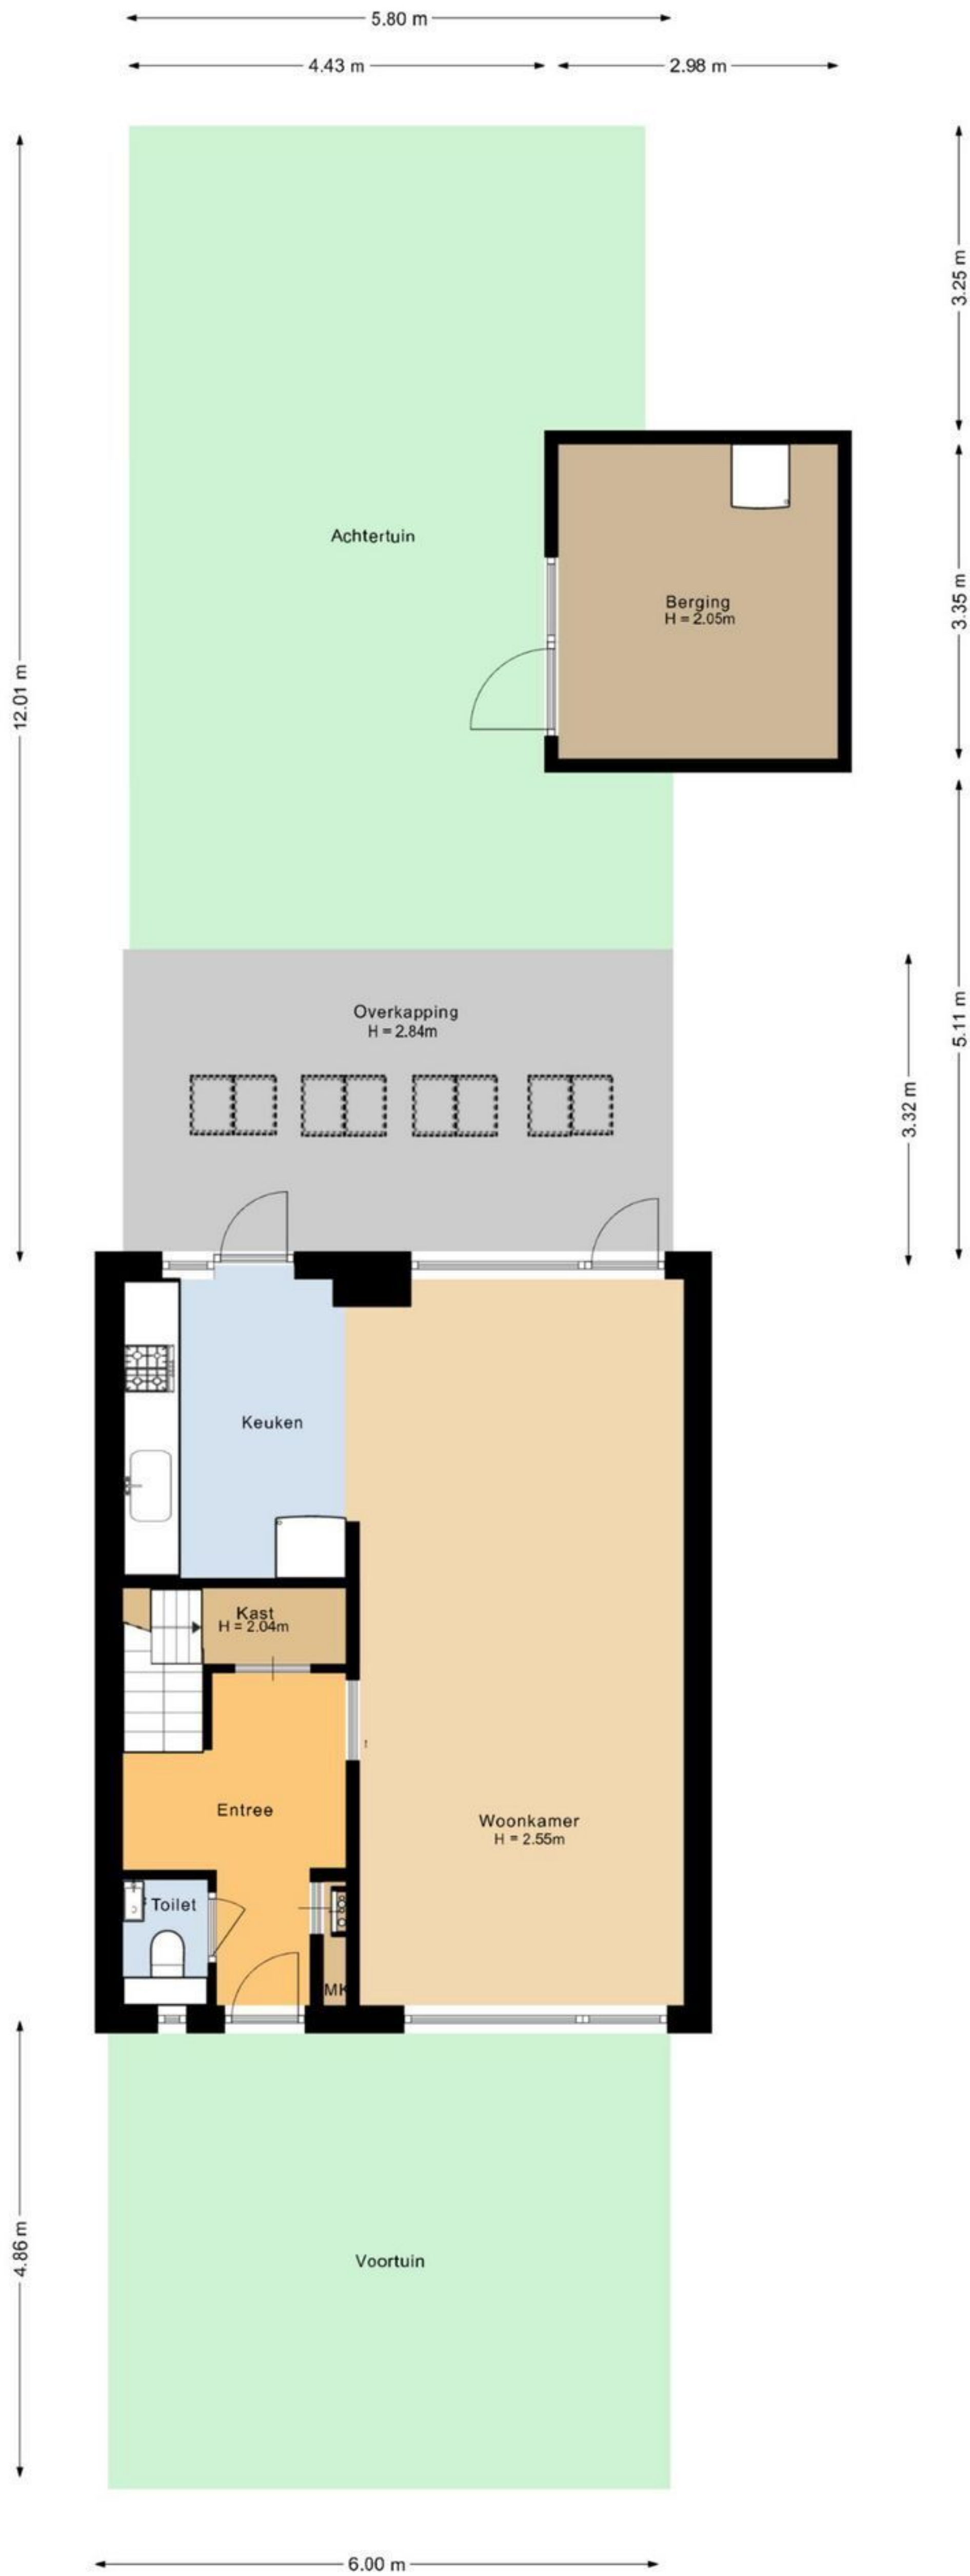 5.80 m
4.43 m
2.98 m
3.25 m
Achtertuin
Berging
H = 2.05m
3.35 m
12.01 m
Overkapping
H = 2.84m
5.11 m
3.32 m
Keuken
Kast
H = 2.04m
Entree
Woonkamer
H = 2.55m
Toilet
MK
4.86 m
Voortuin
6.00 m